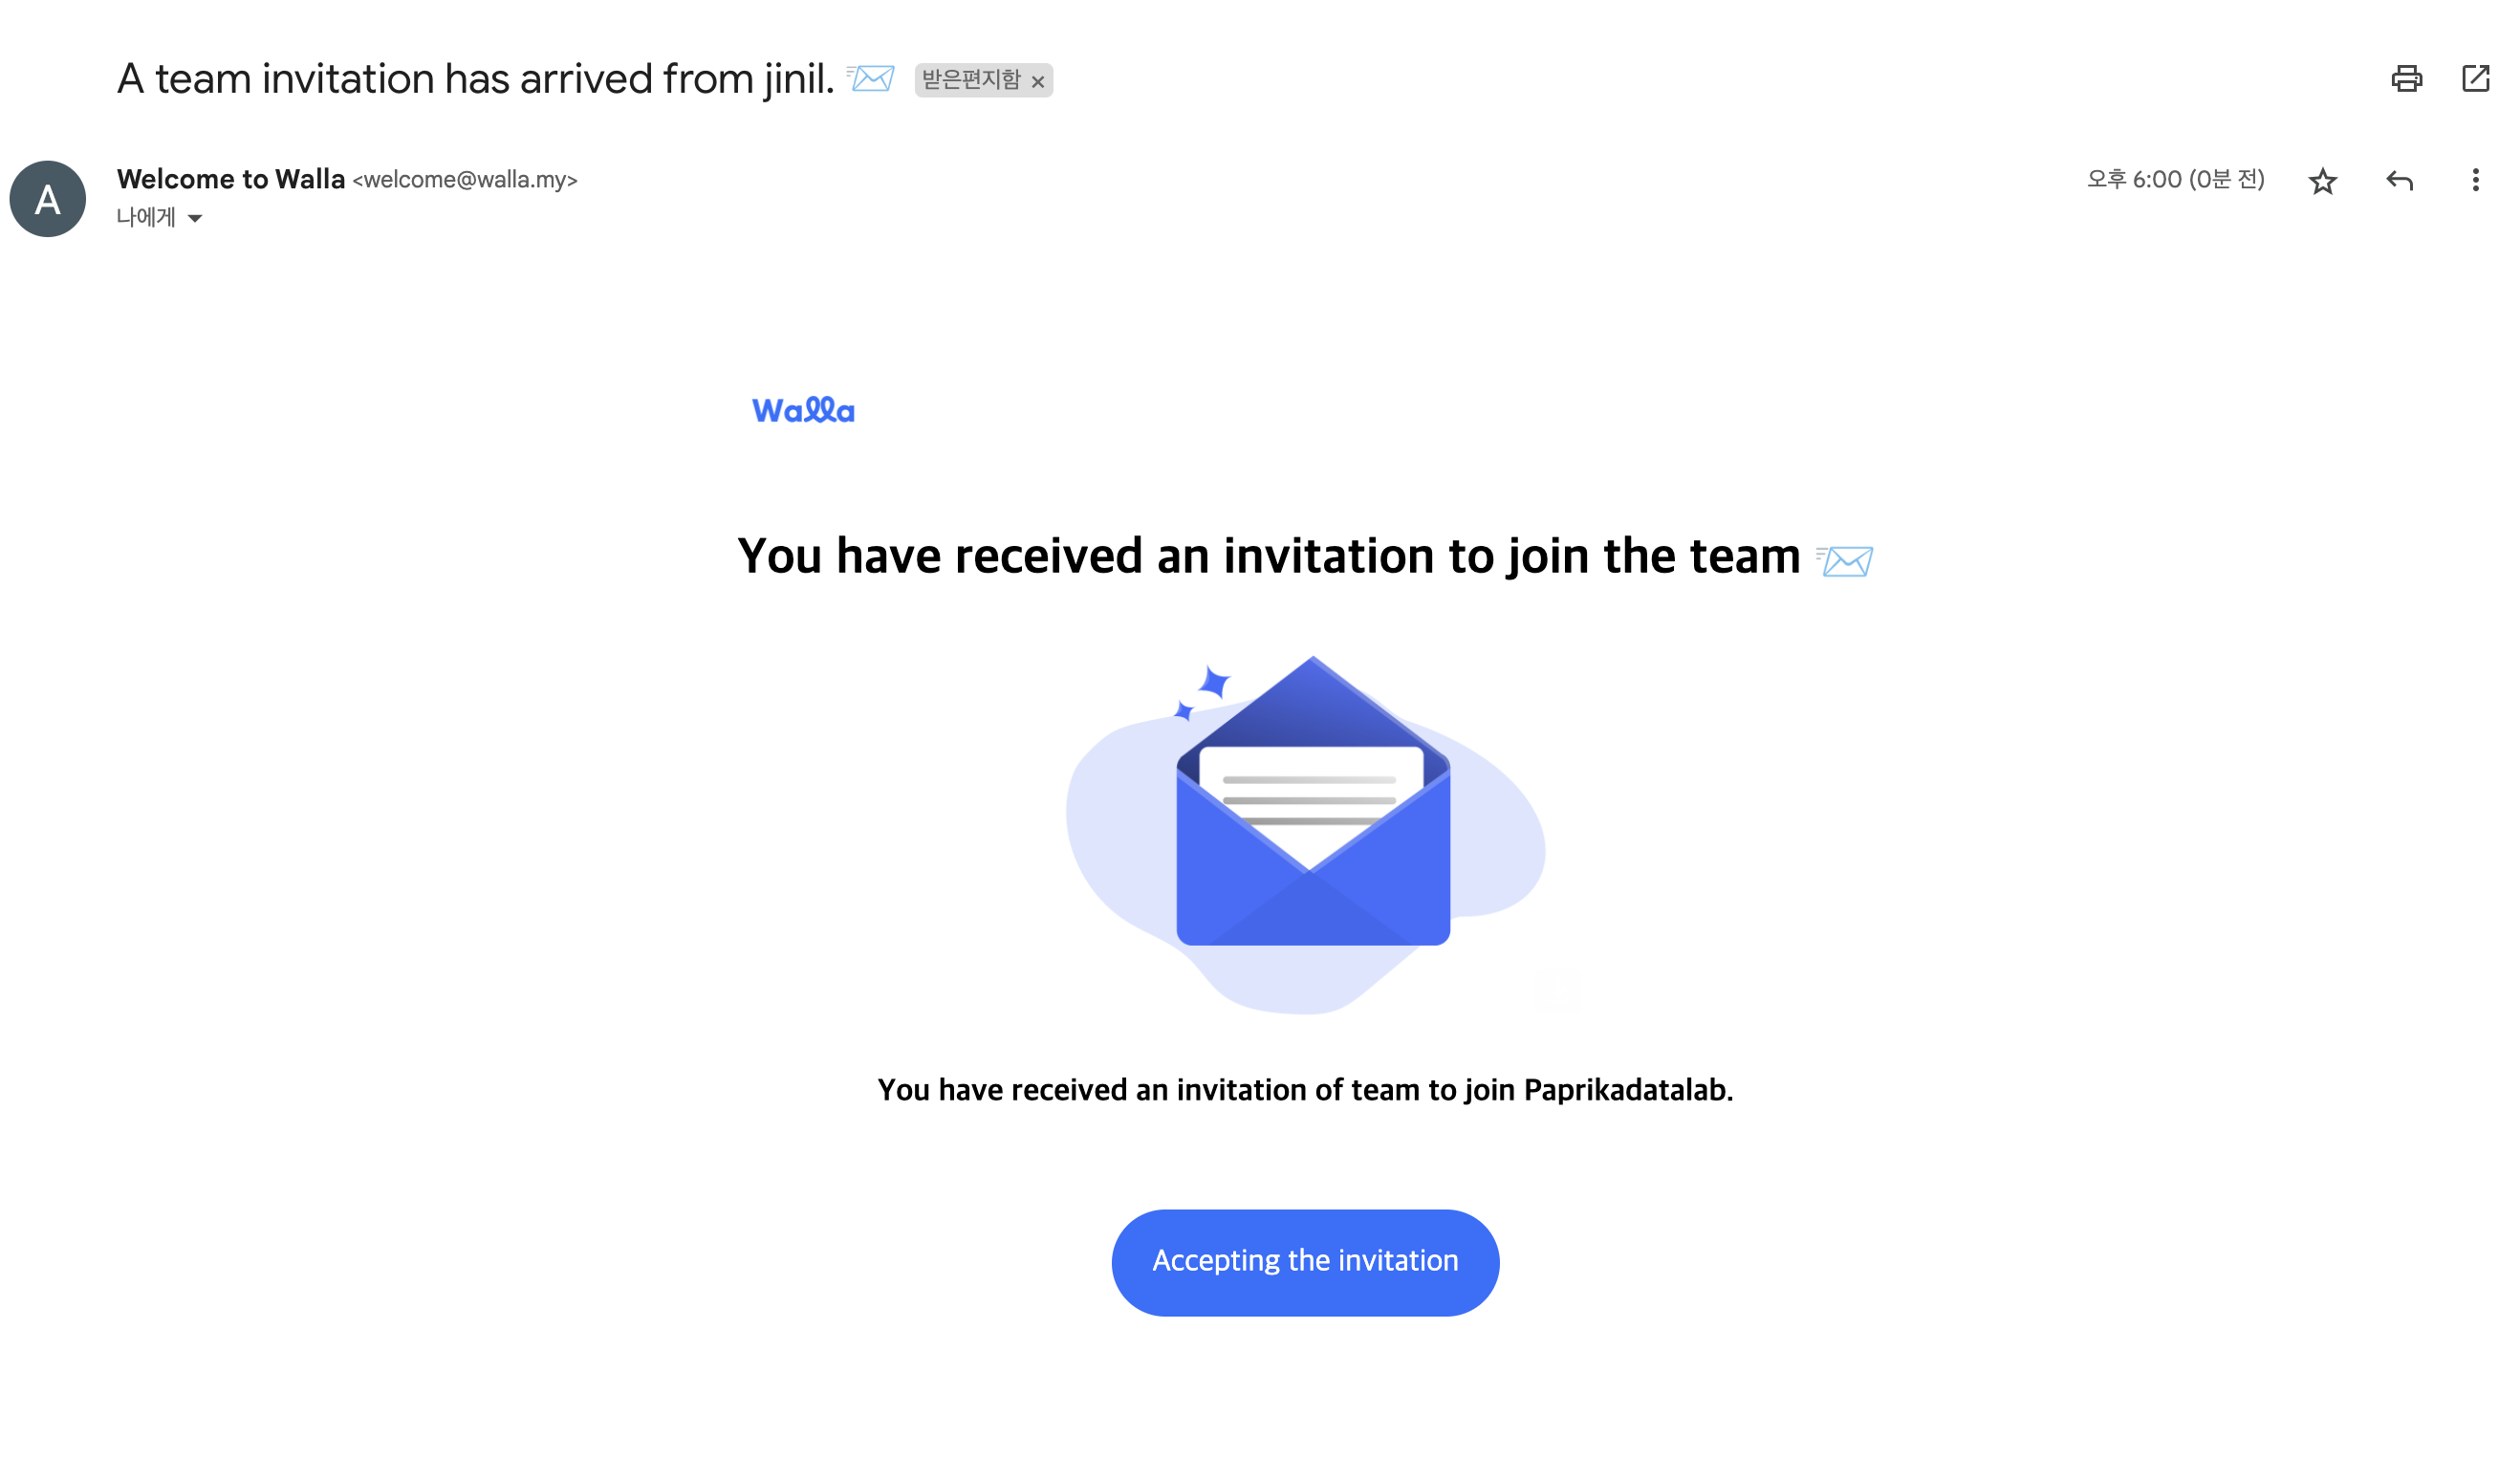 A team invitation has arrived from jinil. 📨 받은편지함 ×
A
Welcome to Walla <welcome@walla.my>
오후 6:00 (0분 전)
나에게
Walla
You have received an invitation to join the team 📨
You have received an invitation of team to join Paprikadatalab.
Accepting the invitation